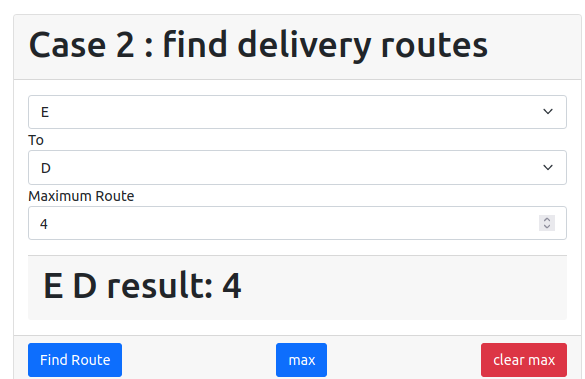 Case 2 : find delivery routes
E
To
D
Maximum Route
4
E D result: 4
Find Route
max
clear max